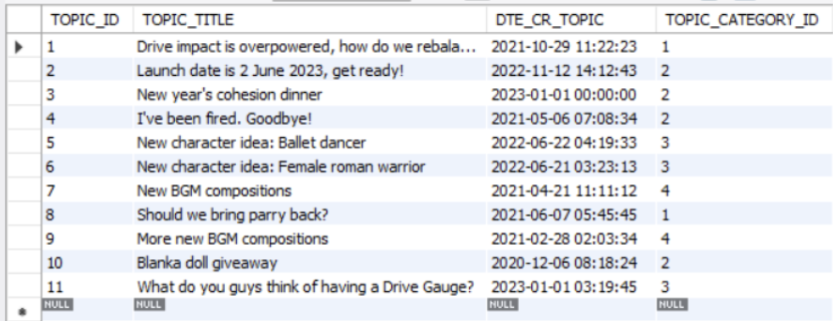 TOPIC_ID TOPIC_TITLE DTE_CR_TOPIC TOPIC_CATEGORY_ID
1 Drive impact is overpowered, how do we rebala... 2021-10-29 11:22:23 1
2 Launch date is 2 June 2023, get ready! 2022-11-12 14:12:43 2
3 New year's cohesion dinner 2023-01-01 00:00:00 2
4 I've been fired. Goodbye! 2021-05-06 07:08:34 2
5 New character idea: Ballet dancer 2022-06-22 04:19:33 3
6 New character idea: Female roman warrior 2022-06-21 03:23:13 3
7 New BGM compositions 2021-04-21 11:11:12 4
8 Should we bring parry back? 2021-06-07 05:45:45 1
9 More new BGM compositions 2021-02-28 02:03:34 4
10 Blanka doll giveaway 2020-12-06 08:18:24 2
11 What do you guys think of having a Drive Gauge? 2023-01-01 03:19:45 3
NULL NULL NULL NULL